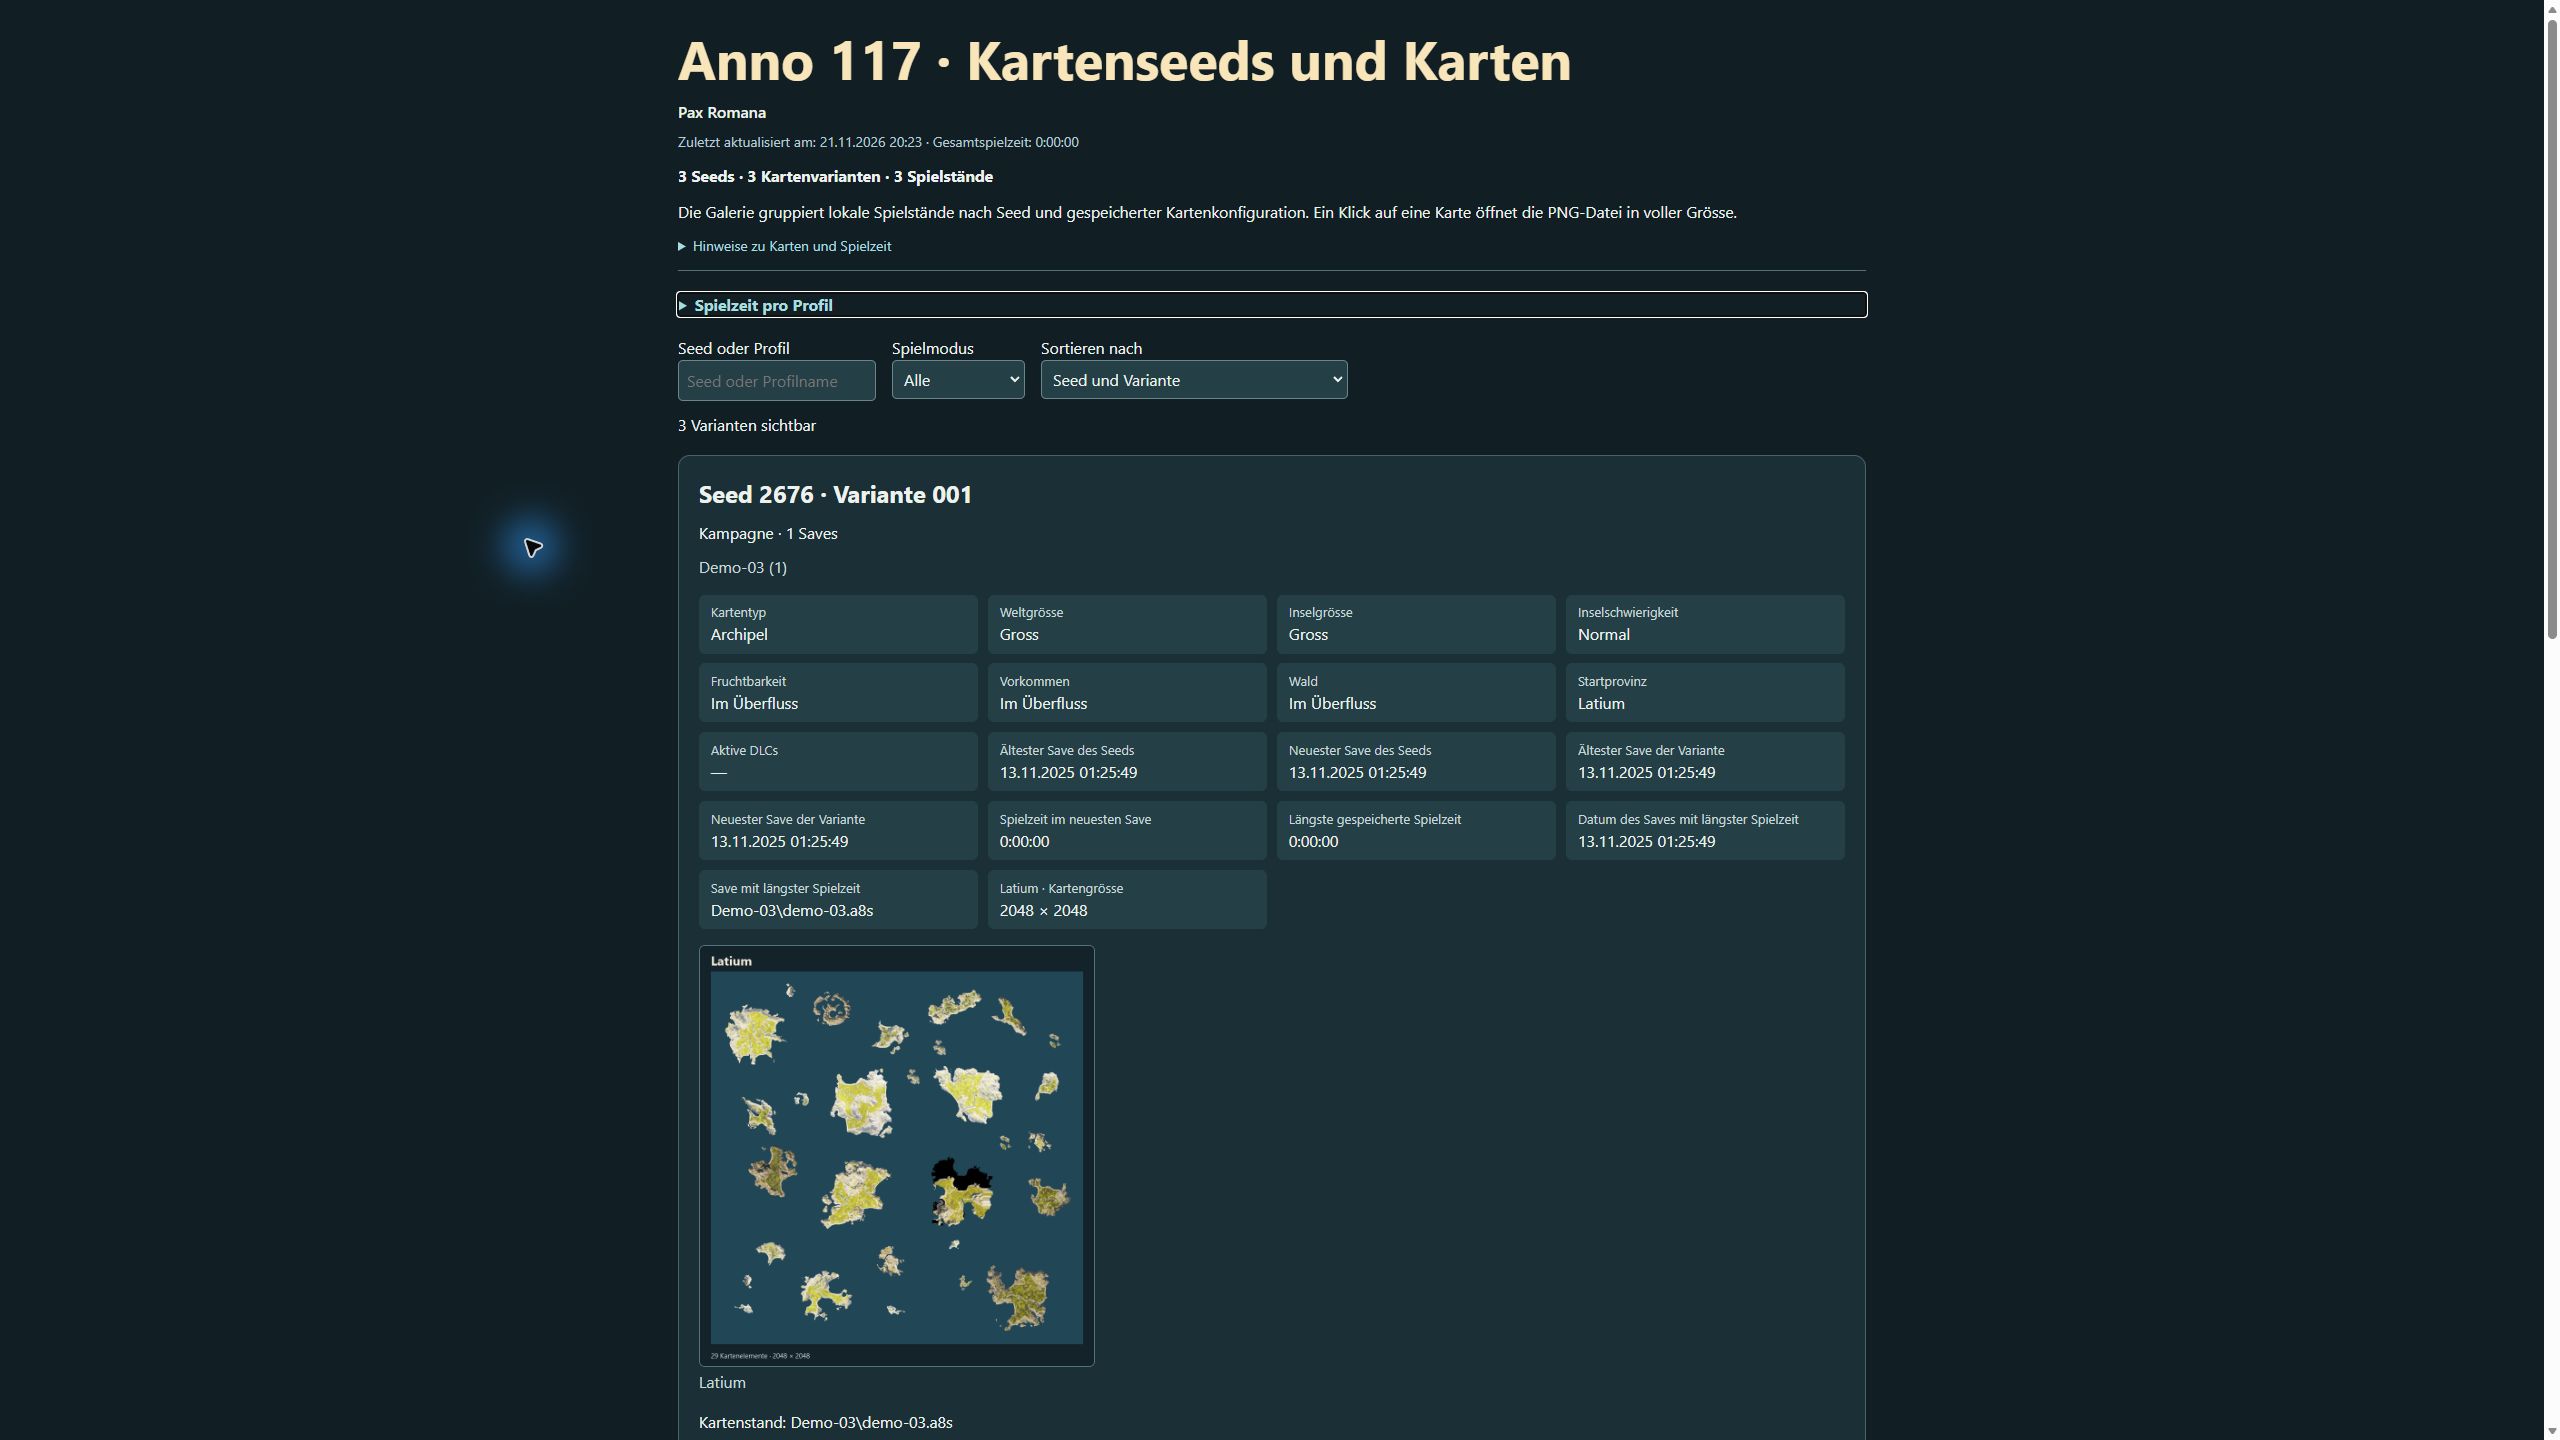 Anno 117 · Kartenseeds und Karten
Pax Romana
Zuletzt aktualisiert am: 21.11.2026 20:23 · Gesamtspielzeit: 0:00:00
3 Seeds · 3 Kartenvarianten · 3 Spielstände
Die Galerie gruppiert lokale Spielstände nach Seed und gespeicherter Kartenkonfiguration. Ein Klick auf eine Karte öffnet die PNG-Datei in voller Grösse.
▶ Hinweise zu Karten und Spielzeit
▶ Spielzeit pro Profil
Seed oder Profil Spielmodus Sortieren nach
Seed oder Profilname Alle Seed und Variante
3 Varianten sichtbar
Seed 2676 · Variante 001
Kampagne · 1 Saves
Demo-03 (1)
Kartentyp Weltgrösse Inselgrösse Inselschwierigkeit
Archipel Gross Gross Normal
Fruchtbarkeit Vorkommen Wald Startprovinz
Im Überfluss Im Überfluss Im Überfluss Latium
Aktive DLCs Ältester Save des Seeds Neuester Save des Seeds Ältester Save der Variante
— 13.11.2025 01:25:49 13.11.2025 01:25:49 13.11.2025 01:25:49
Neuester Save der Variante Spielzeit im neuesten Save Längste gespeicherte Spielzeit Datum des Saves mit längster Spielzeit
13.11.2025 01:25:49 0:00:00 0:00:00 13.11.2025 01:25:49
Save mit längster Spielzeit Latium · Kartengrösse
Demo-03\demo-03.a8s 2048 × 2048
Latium
29 Kartenelemente · 2048 × 2048
Latium
Kartenstand: Demo-03\demo-03.a8s